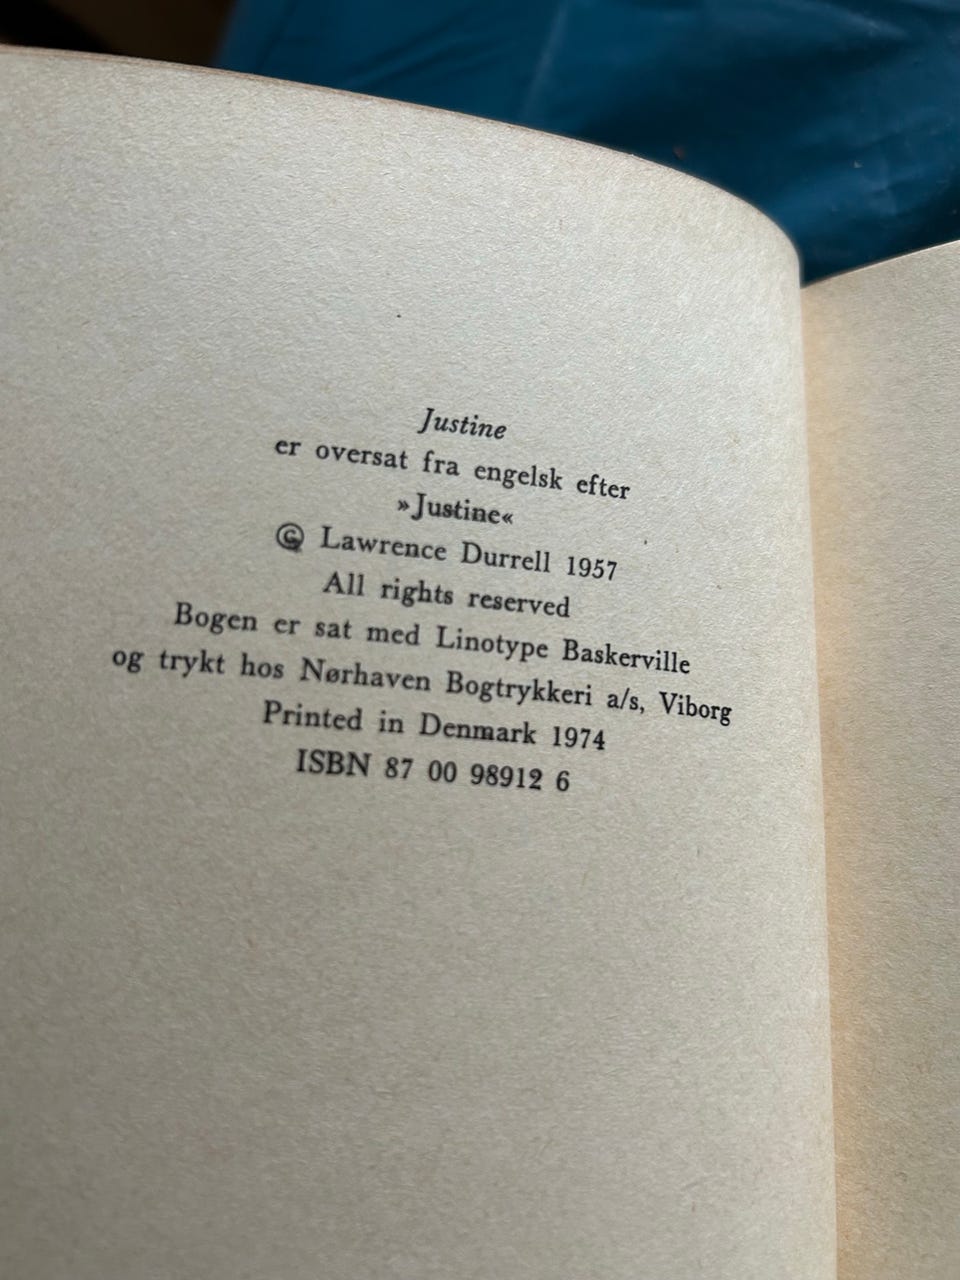 Justine
er oversat fra engelsk efter
»Justine«
© Lawrence Durrell 1957
All rights reserved
Bogen er sat med Linotype Baskerville
og trykt hos Nørhaven Bogtrykkeri a/s, Viborg
Printed in Denmark 1974
ISBN 87 00 98912 6